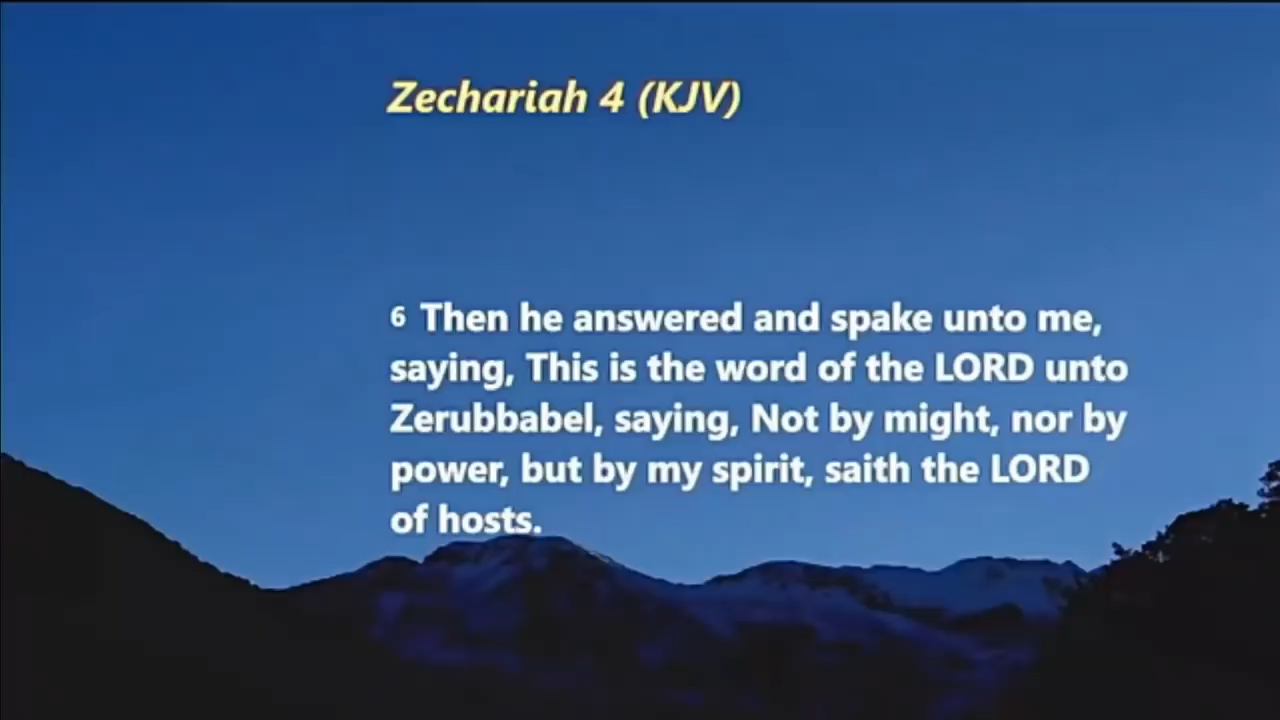 Zechariah 4 (KJV)
6 Then he answered and spake unto me,
saying, This is the word of the LORD unto
Zerubbabel, saying, Not by might, nor by
power, but by my spirit, saith the LORD
of hosts.